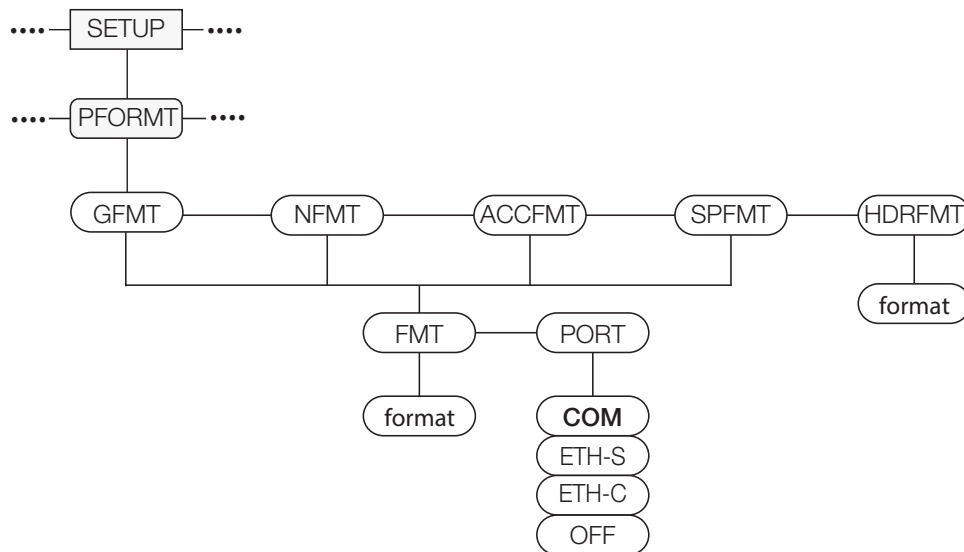 •••• SETUP ••••
•••• PFORMT ••••
GFMT NFMT ACCFMT SPFMT HDRFMT
format
FMT PORT
format COM
ETH-S
ETH-C
OFF